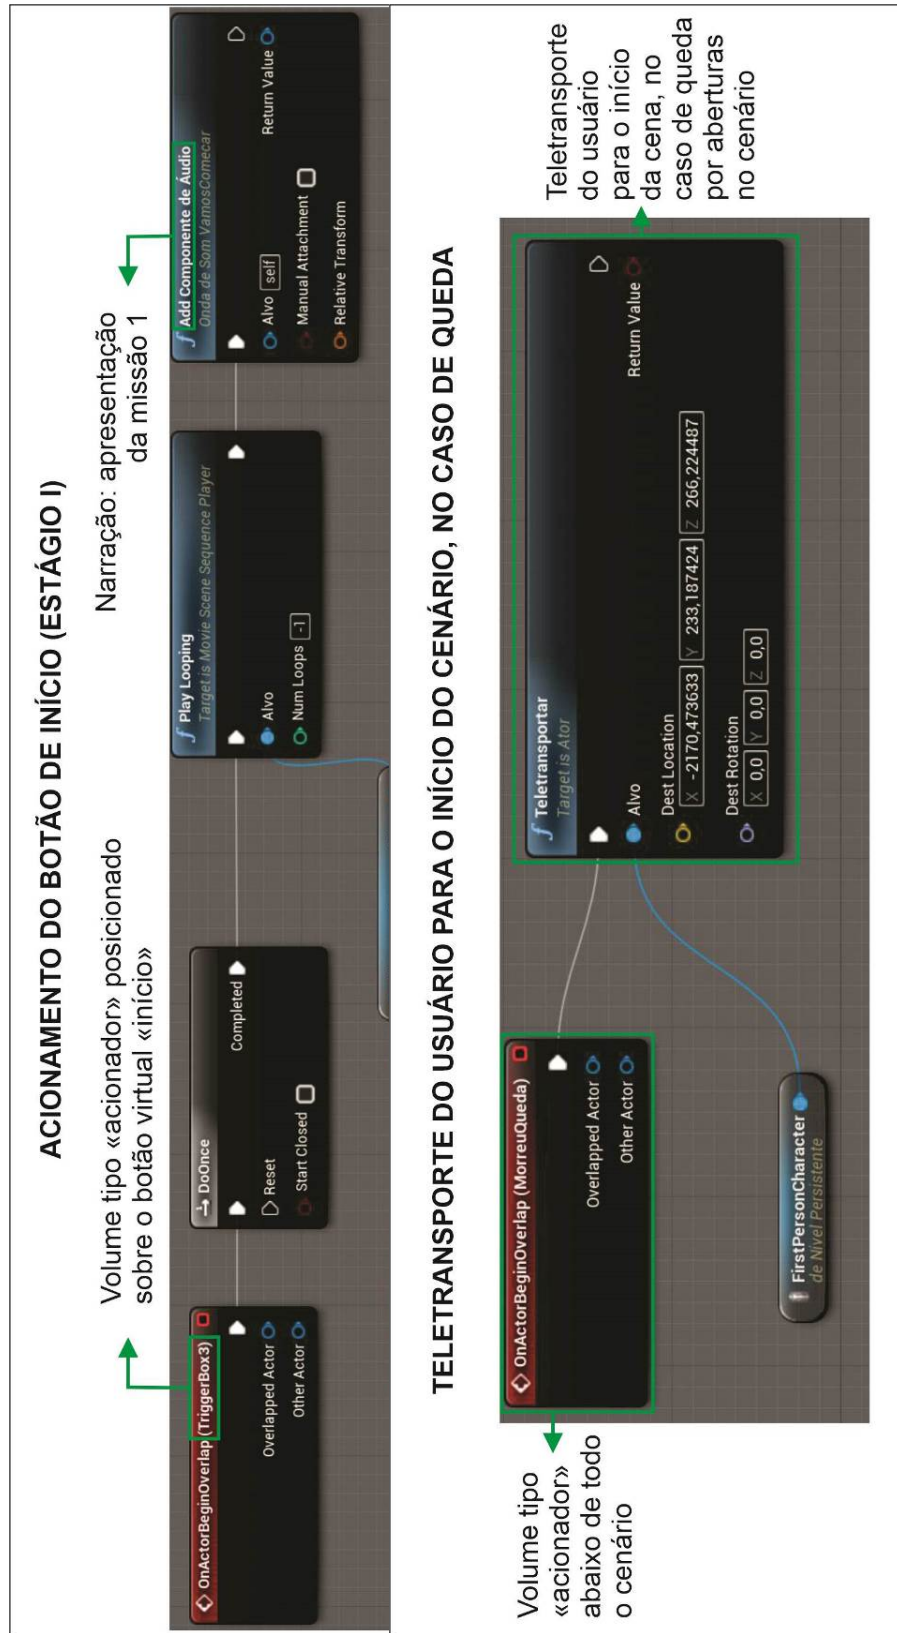 ACIONAMENTO DO BOTÃO DE INÍCIO (ESTÁGIO I)
Volume tipo «acionador» posicionado
sobre o botão virtual «início»
Narração: apresentação
da missão 1
OnActorBeginOverlap (TriggerBox3)
Overlapped Actor
Other Actor
DoOnce
Completed
Reset
Start Closed
Play Looping
Target is Movie Scene Sequence Player
Alvo
Num Loops -1
Add Componente de Áudio
Onda de Som VamosComecar
Alvo self
Return Value
Manual Attachment
Relative Transform
TELETRANSPORTE DO USUÁRIO PARA O INÍCIO DO CENÁRIO, NO CASO DE QUEDA
Volume tipo
«acionador»
abaixo de todo
o cenário
OnActorBeginOverlap (MorreuQueda)
Overlapped Actor
Other Actor
FirstPersonCharacter
de Nível Persistente
Teletransportar
Target is Ator
Alvo
Return Value
Dest Location
X -2170,473633 Y 233,187424 Z 266,224487
Dest Rotation
X 0,0 Y 0,0 Z 0,0
Teletransporte
do usuário
para o início
da cena, no
caso de queda
por aberturas
no cenário